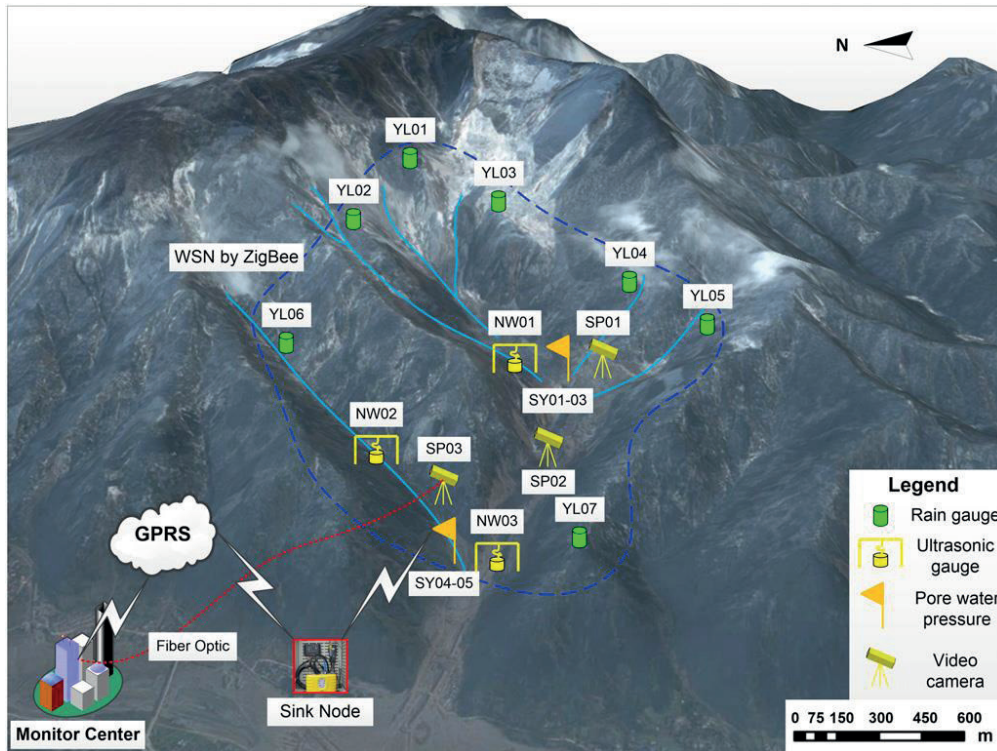 N
YL01
YL02
YL03
WSN by ZigBee
YL04
YL05
YL06
NW01
SP01
SY01-03
NW02
SP03
SP02
YL07
NW03
SY04-05
GPRS
Fiber Optic
Monitor Center
Sink Node
Legend
Rain gauge
Ultrasonic
gauge
Pore water
pressure
Video
camera
0 75 150 300 450 600
m